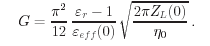 G = \frac{\pi^2}{12} \frac{\varepsilon_r - 1}{\varepsilon_{eff}(0)} \sqrt{\frac{2\pi Z_L(0)}{\eta_0}} .